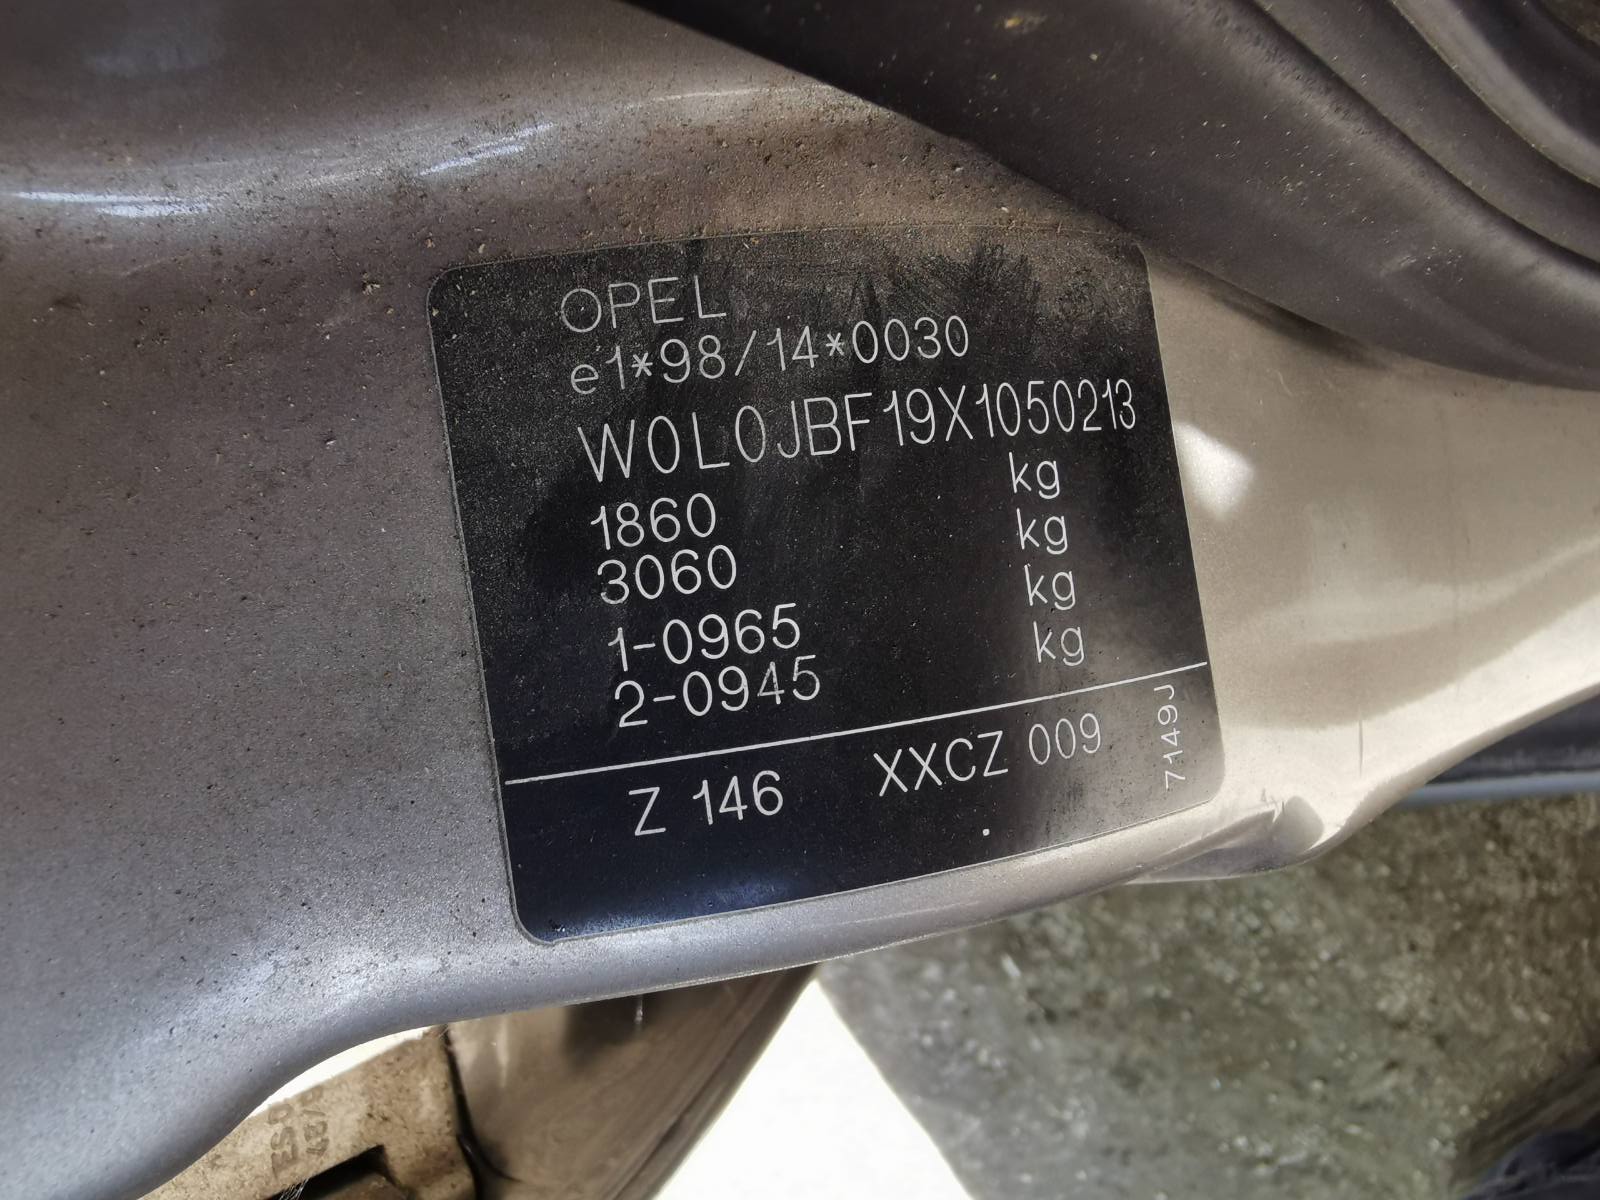 OPEL
e1*98/14*0030
W0L0JBF19X1050213
1860 kg
3060 kg
1-0965 kg
2-0945 kg
Z 146 XXCZ 009
7149J